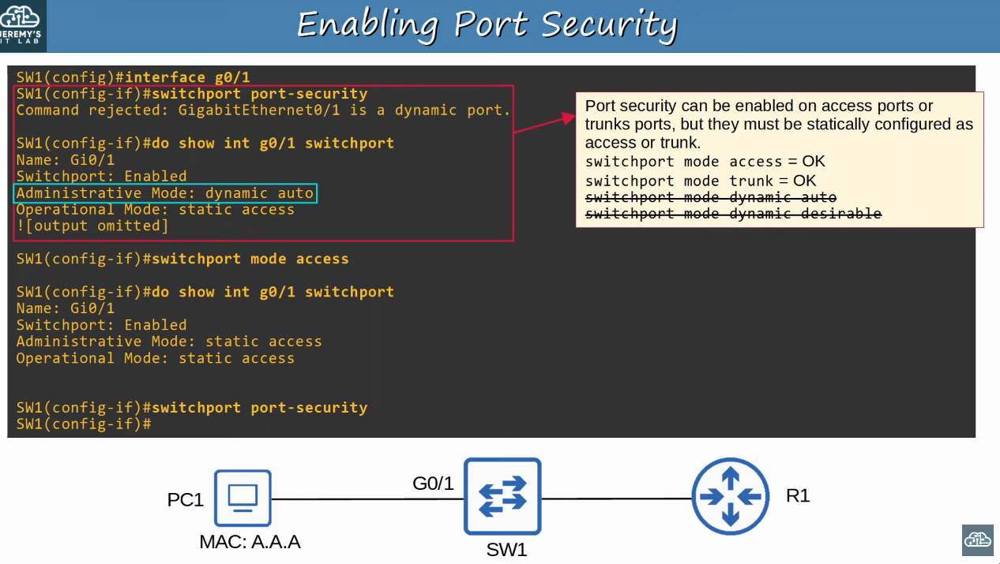 JEREMY'S
IT LAB
Enabling Port Security
SW1(config)#interface g0/1
SW1(config-if)#switchport port-security
Command rejected: GigabitEthernet0/1 is a dynamic port.
SW1(config-if)#do show int g0/1 switchport
Name: Gi0/1
Switchport: Enabled
Administrative Mode: dynamic auto
Operational Mode: static access
![output omitted]
SW1(config-if)#switchport mode access
SW1(config-if)#do show int g0/1 switchport
Name: Gi0/1
Switchport: Enabled
Administrative Mode: static access
Operational Mode: static access
SW1(config-if)#switchport port-security
SW1(config-if)#
Port security can be enabled on access ports or
trunks ports, but they must be statically configured as
access or trunk.
switchport mode access = OK
switchport mode trunk = OK
switchport mode dynamic auto
switchport mode dynamic desirable
PC1
MAC: A.A.A
G0/1
SW1
R1